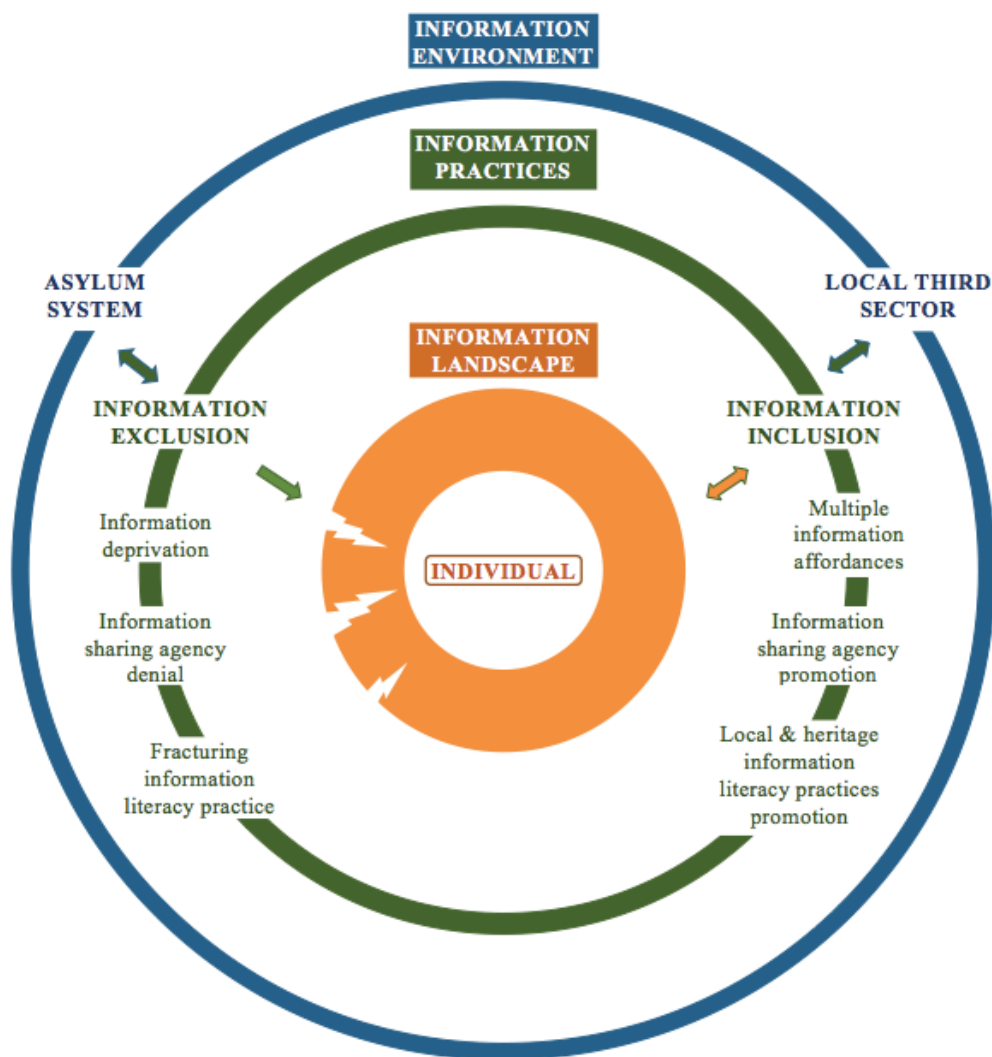 INFORMATION
ENVIRONMENT
INFORMATION
PRACTICES
ASYLUM
SYSTEM
LOCAL THIRD
SECTOR
INFORMATION
LANDSCAPE
INFORMATION
EXCLUSION
INFORMATION
INCLUSION
Information
deprivation
Information
sharing agency
denial
Fracturing
information
literacy practice
INDIVIDUAL
Multiple
information
affordances
Information
sharing agency
promotion
Local & heritage
information
literacy practices
promotion